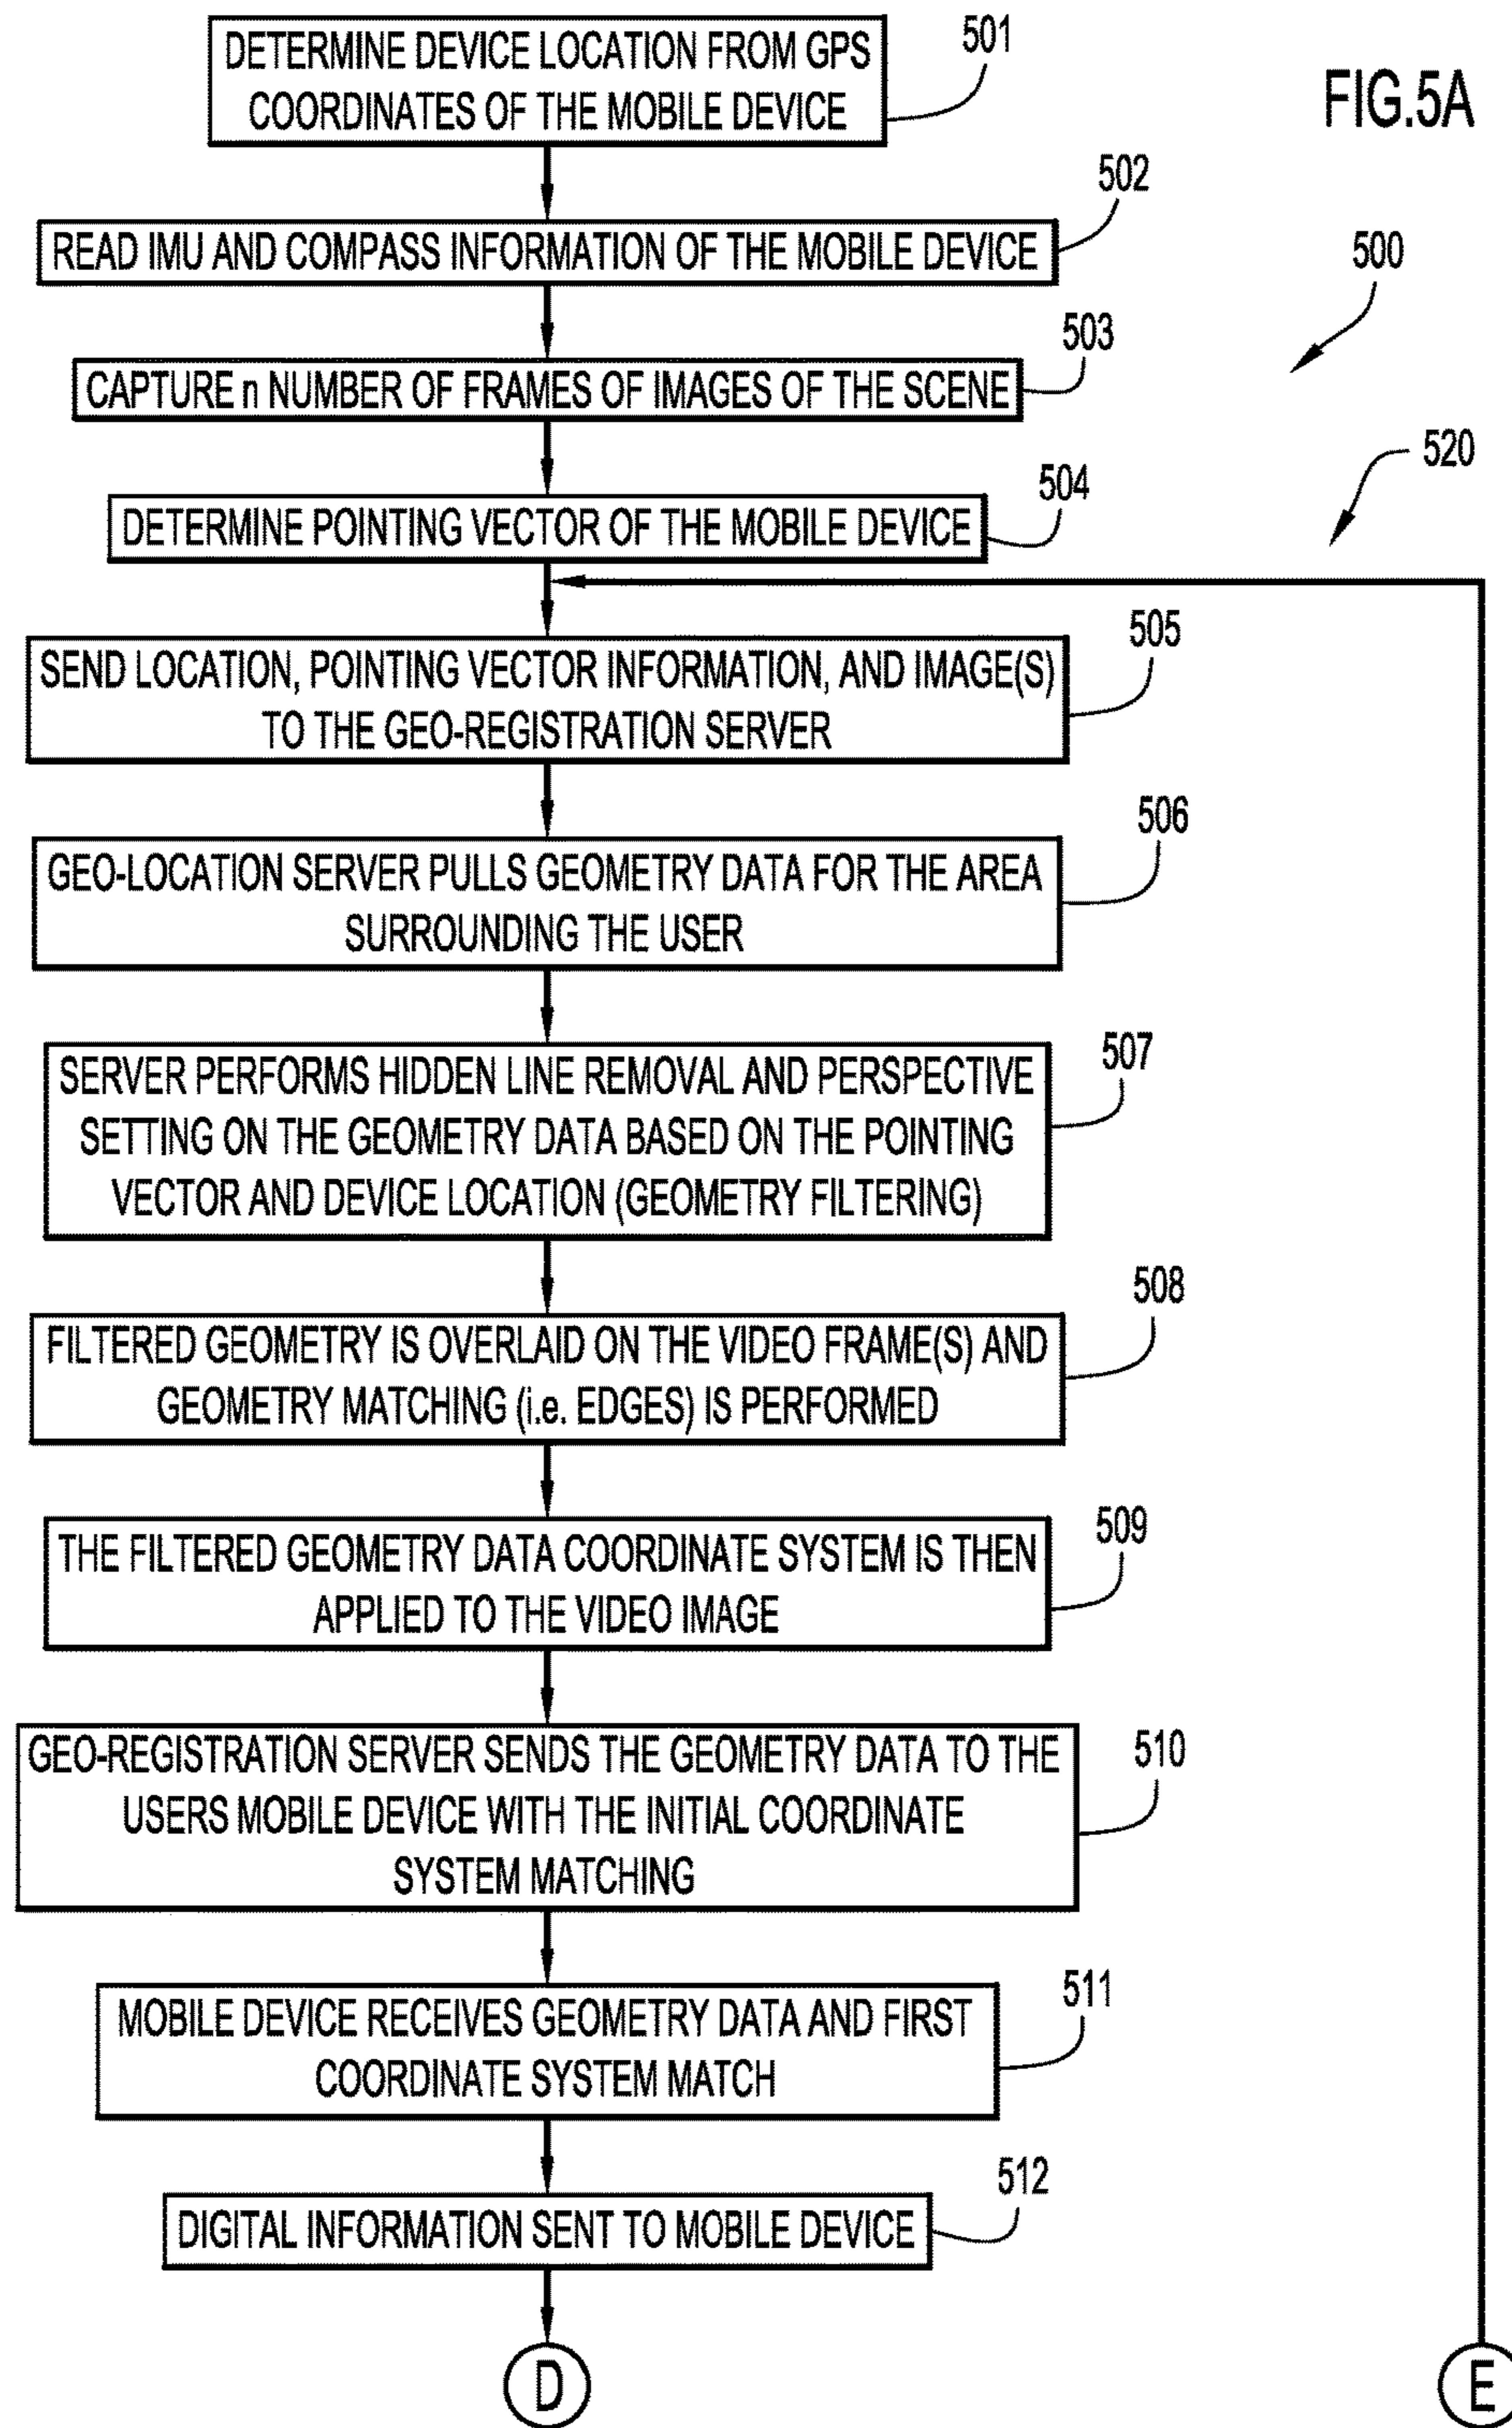 DETERMINE DEVICE LOCATION FROM GPS
COORDINATES OF THE MOBILE DEVICE
501
FIG.5A
502
READ IMU AND COMPASS INFORMATION OF THE MOBILE DEVICE
500
503
CAPTURE n NUMBER OF FRAMES OF IMAGES OF THE SCENE
520
504
DETERMINE POINTING VECTOR OF THE MOBILE DEVICE
505
SEND LOCATION, POINTING VECTOR INFORMATION, AND IMAGE(S)
TO THE GEO-REGISTRATION SERVER
506
GEO-LOCATION SERVER PULLS GEOMETRY DATA FOR THE AREA
SURROUNDING THE USER
507
SERVER PERFORMS HIDDEN LINE REMOVAL AND PERSPECTIVE
SETTING ON THE GEOMETRY DATA BASED ON THE POINTING
VECTOR AND DEVICE LOCATION (GEOMETRY FILTERING)
508
FILTERED GEOMETRY IS OVERLAID ON THE VIDEO FRAME(S) AND
GEOMETRY MATCHING (i.e. EDGES) IS PERFORMED
509
THE FILTERED GEOMETRY DATA COORDINATE SYSTEM IS THEN
APPLIED TO THE VIDEO IMAGE
510
GEO-REGISTRATION SERVER SENDS THE GEOMETRY DATA TO THE
USERS MOBILE DEVICE WITH THE INITIAL COORDINATE
SYSTEM MATCHING
511
MOBILE DEVICE RECEIVES GEOMETRY DATA AND FIRST
COORDINATE SYSTEM MATCH
512
DIGITAL INFORMATION SENT TO MOBILE DEVICE
D
E